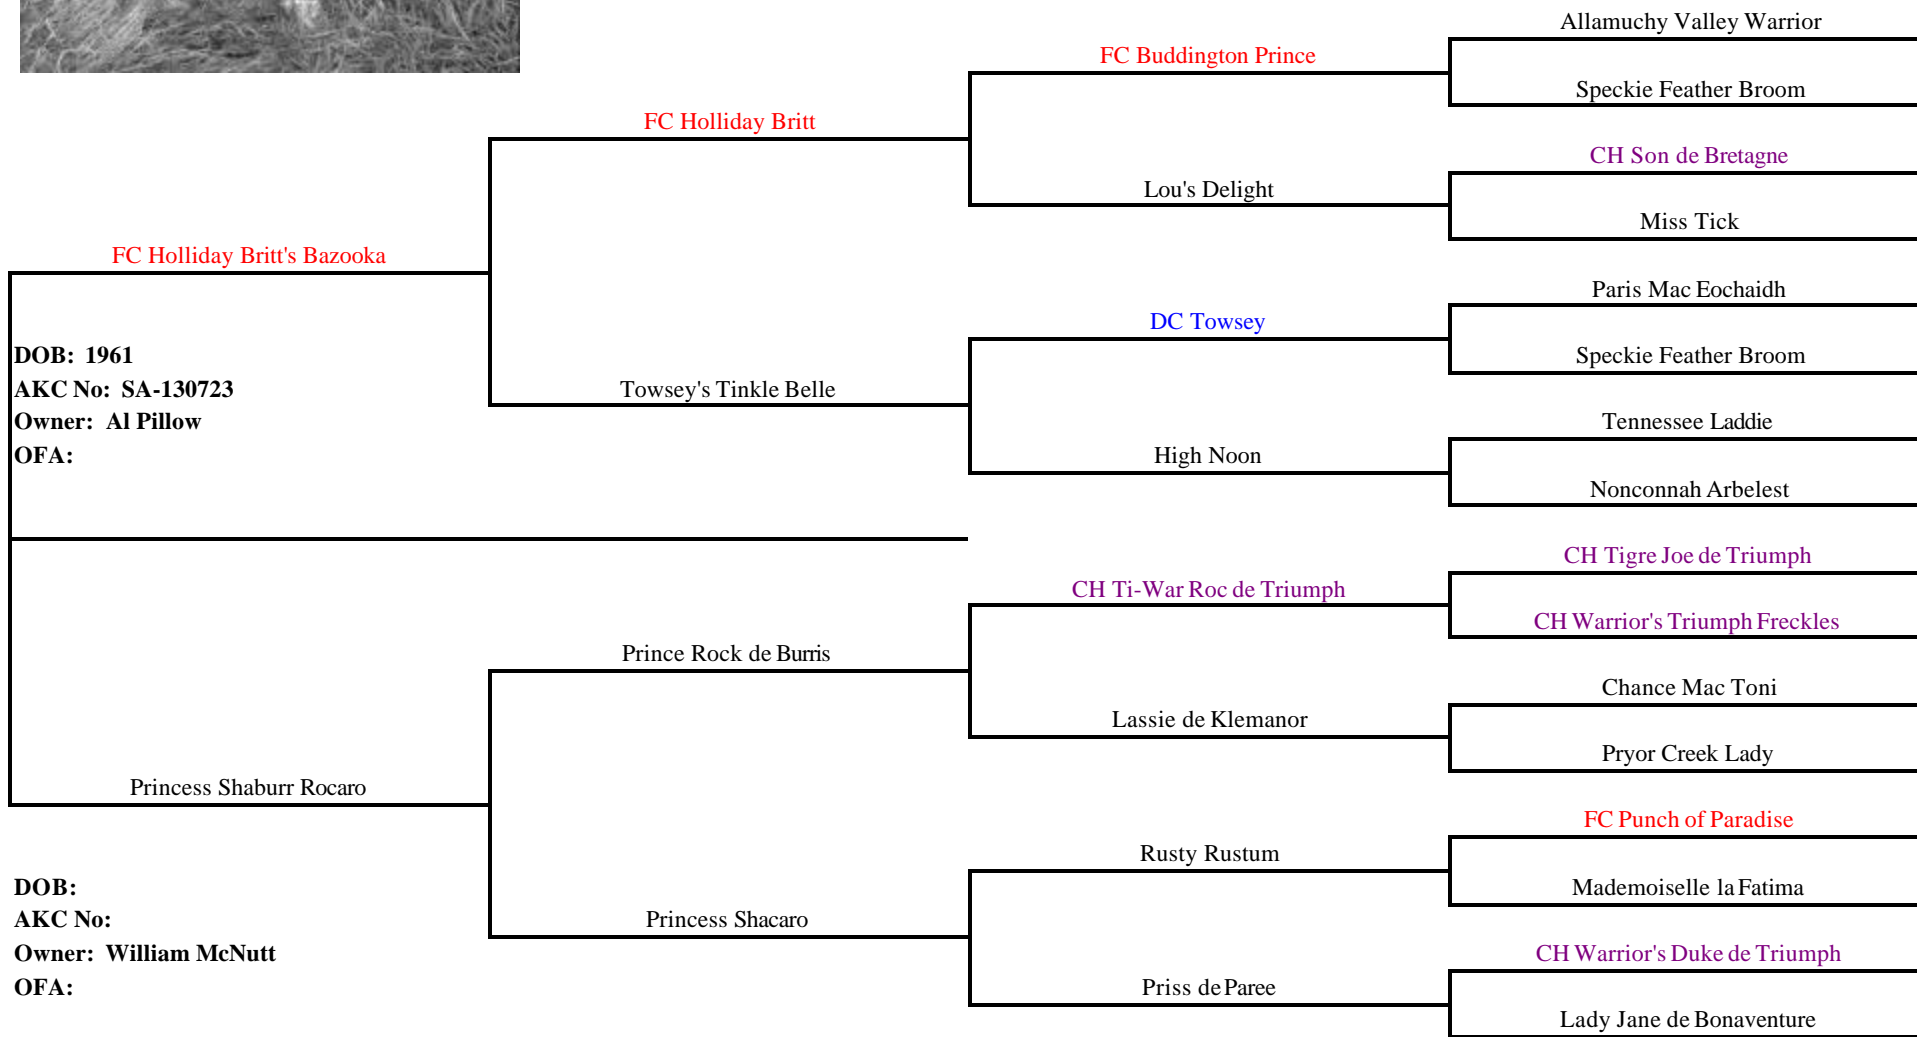 Allamuchy Valley Warrior
FC Buddington Prince
Speckie Feather Broom
FC Holliday Britt
CH Son de Bretagne
Lou's Delight
Miss Tick
FC Holliday Britt's Bazooka
Paris Mac Eochaidh
DC Towsey
DOB: 1961
Speckie Feather Broom
AKC No: SA-130723
Towsey's Tinkle Belle
Owner: Al Pillow
Tennessee Laddie
OFA:
High Noon
Nonconnah Arbelest
CH Tigre Joe de Triumph
CH Ti-War Roc de Triumph
CH Warrior's Triumph Freckles
Prince Rock de Burris
Chance Mac Toni
Lassie de Klemanor
Pryor Creek Lady
Princess Shaburr Rocaro
FC Punch of Paradise
Rusty Rustum
DOB:
Mademoiselle la Fatima
AKC No:
Princess Shacaro
Owner: William McNutt
CH Warrior's Duke de Triumph
OFA:
Priss de Paree
Lady Jane de Bonaventure